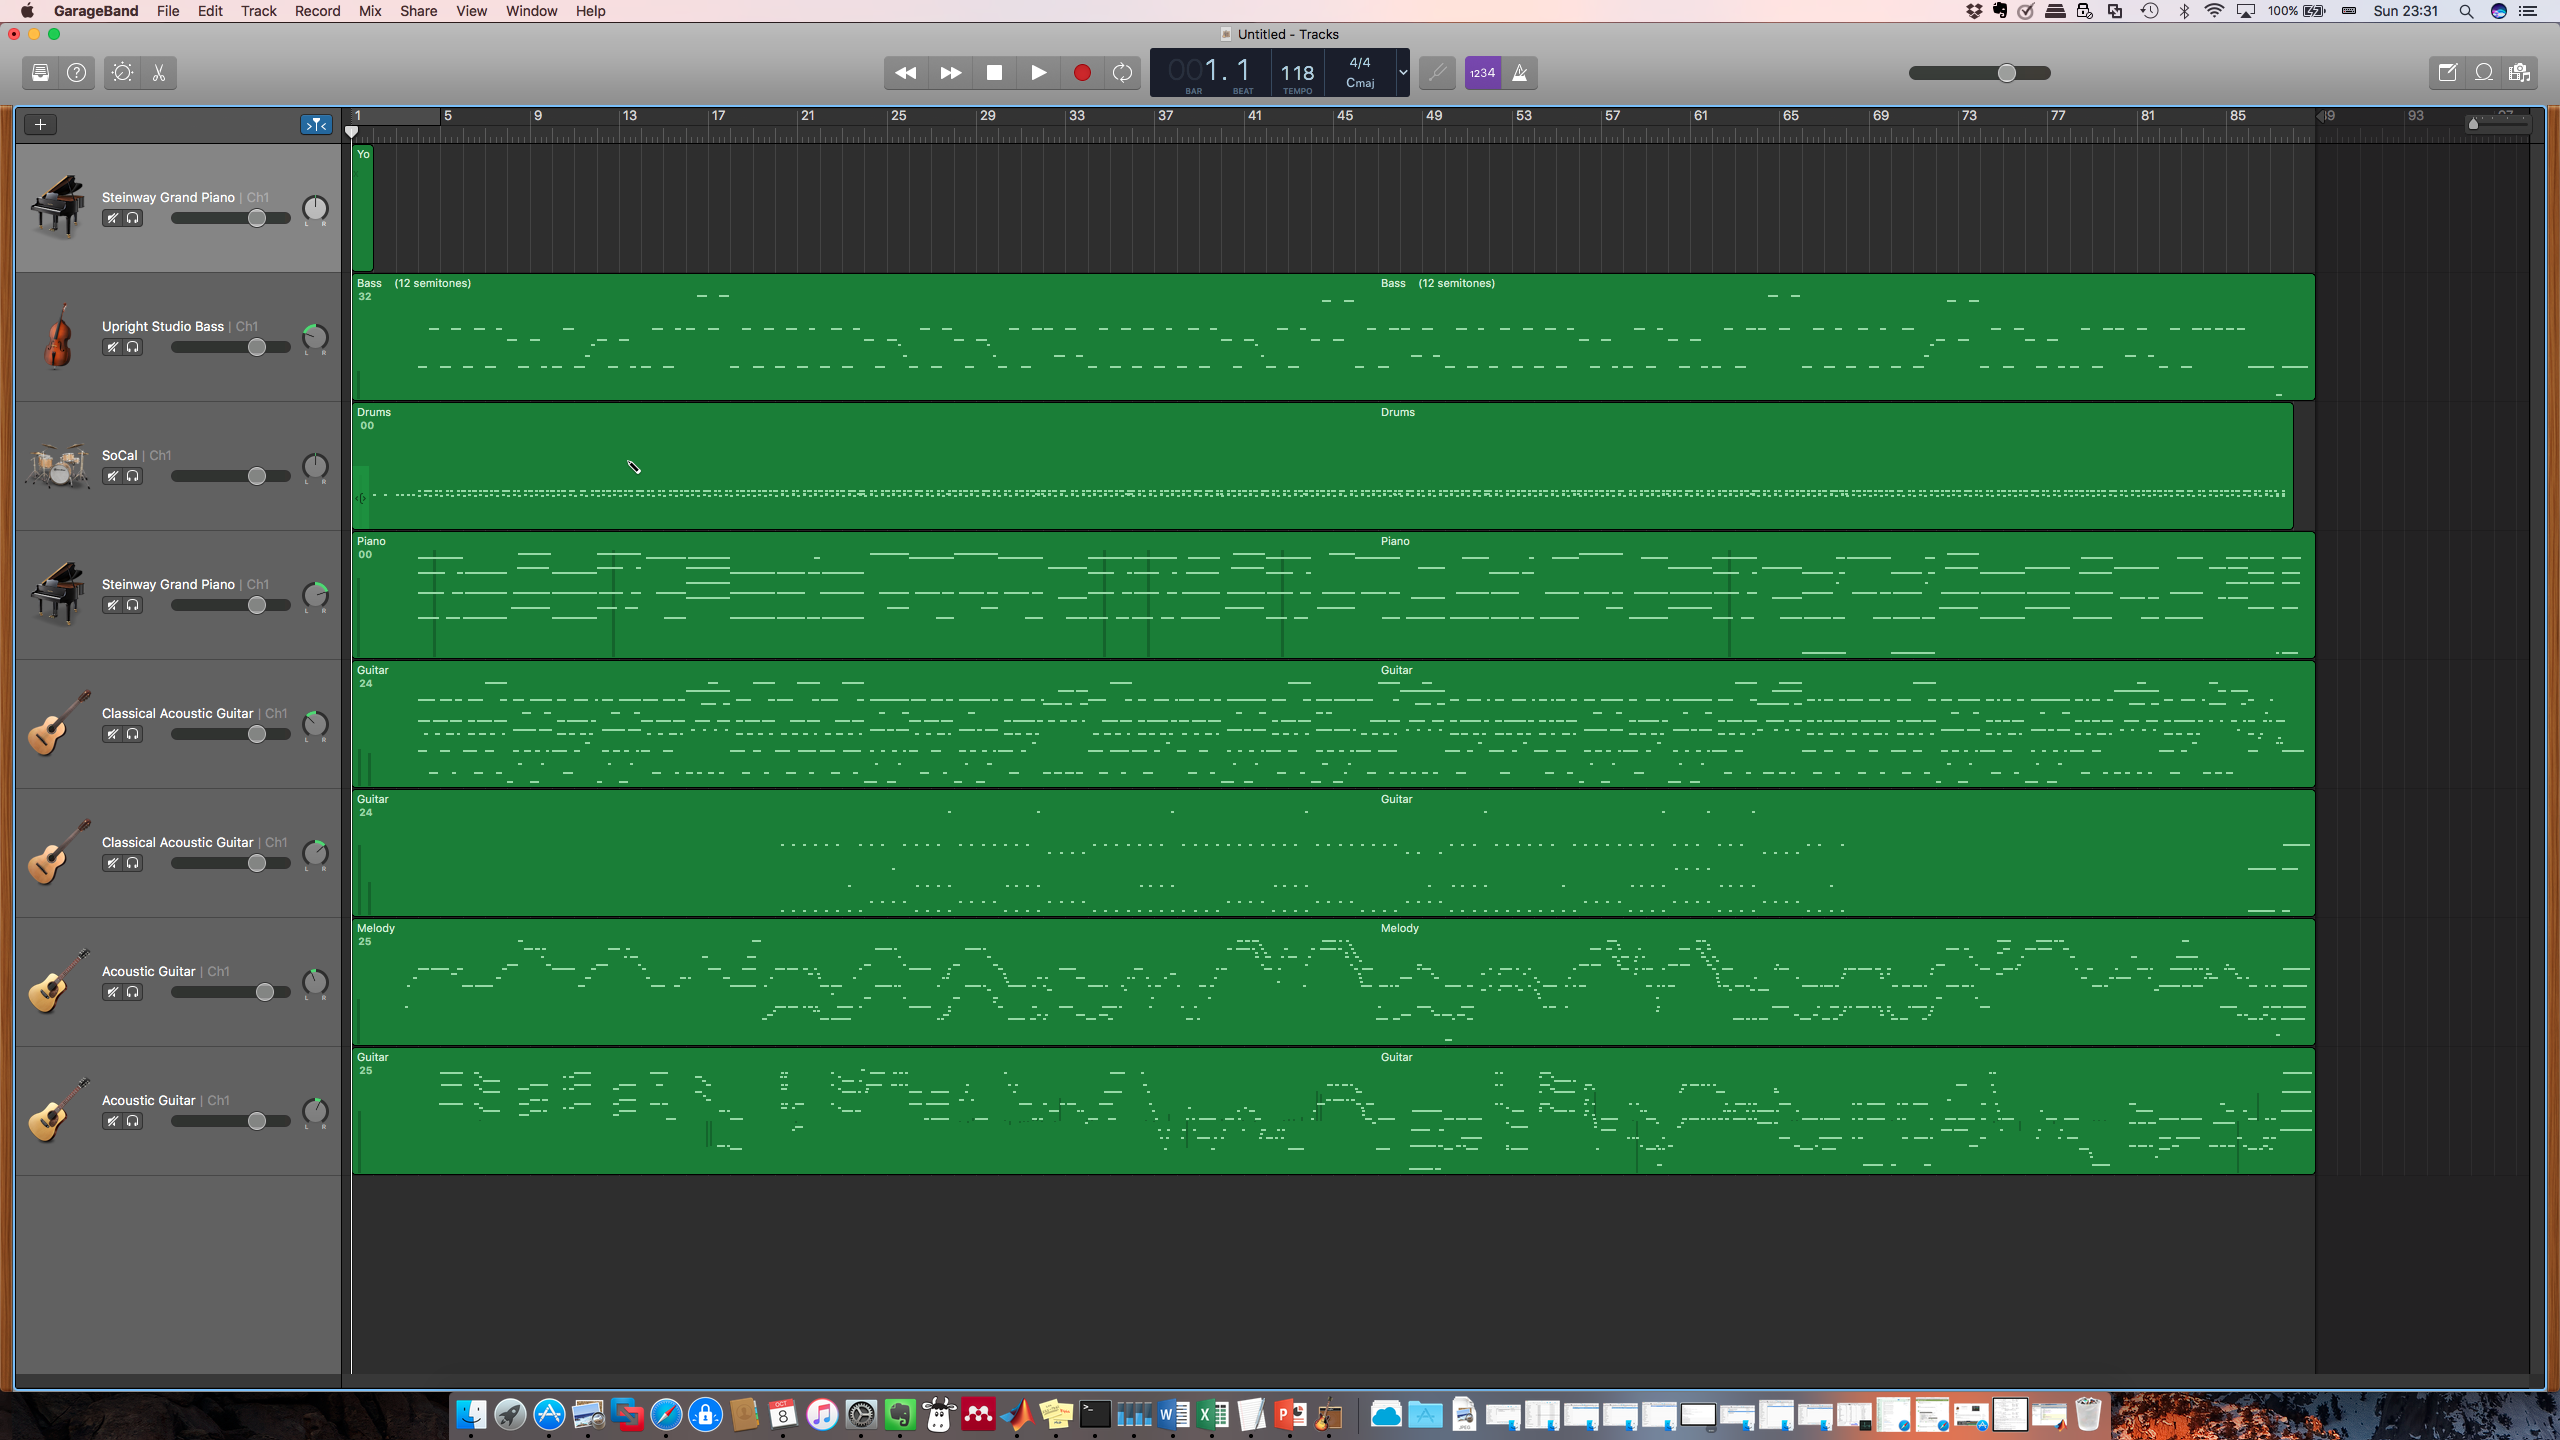 GarageBand File Edit Track Record Mix Share View Window Help
100% Sun 23:31
Untitled - Tracks
001. 1 118 4/4
Cmaj
BAR BEAT TEMPO
1234
1 5 9 13 17 21 25 29 33 37 41 45 49 53 57 61 65 69 73 77 81 85 89 93 97
Yo
Steinway Grand Piano | Ch1
L R
Bass (12 semitones) Bass (12 semitones)
32
Upright Studio Bass | Ch1
L R
Drums Drums
00
SoCal | Ch1
L R
Piano Piano
00
Steinway Grand Piano | Ch1
L R
Guitar Guitar
24
Classical Acoustic Guitar | Ch1
L R
Guitar Guitar
24
Classical Acoustic Guitar | Ch1
L R
Melody Melody
25
Acoustic Guitar | Ch1
L R
Guitar Guitar
25
Acoustic Guitar | Ch1
L R
OCT
8